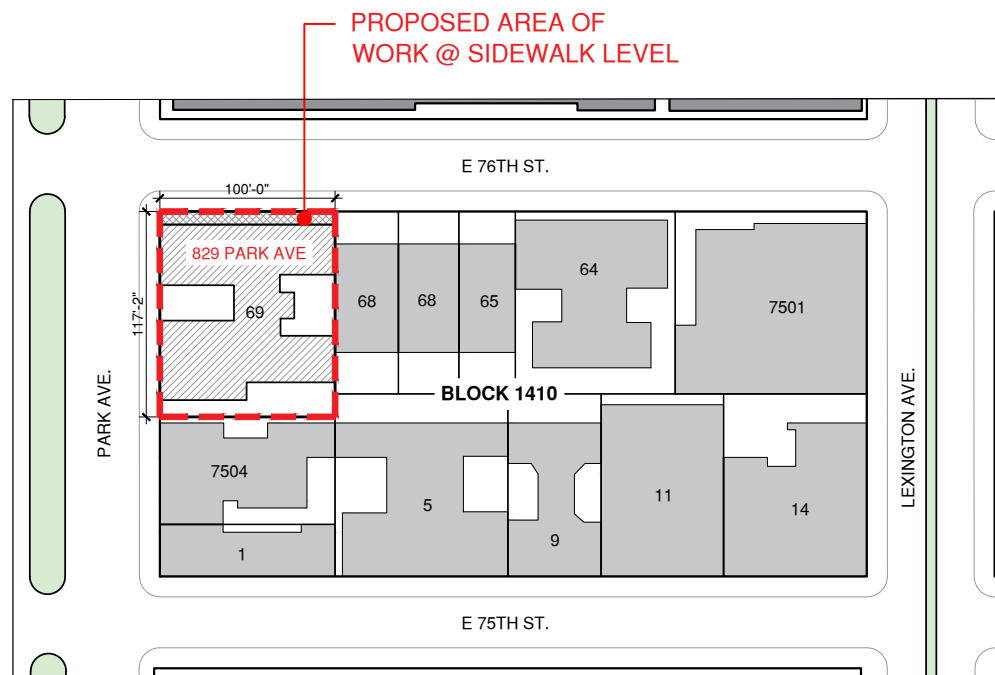 PROPOSED AREA OF
WORK @ SIDEWALK LEVEL
E 76TH ST.
100'-0"
829 PARK AVE
117'-2"
69
68
68
65
64
7501
BLOCK 1410
PARK AVE.
LEXINGTON AVE.
7504
5
9
11
14
1
E 75TH ST.